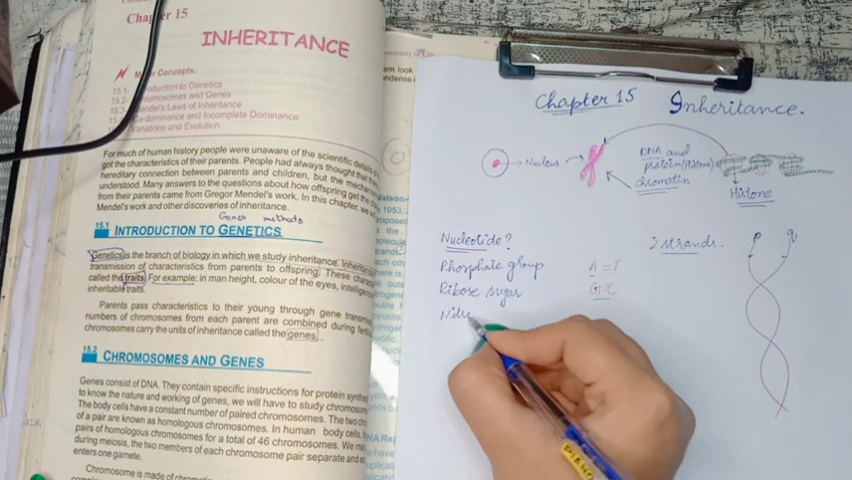 Chapter 15
INHERITANCE
Major Concepts.
15.1 Introduction to Genetics
15.2 Chromosomes and Genes
15.3 Mendel's Laws of Inheritance
15.4 Co-dominance and Incomplete Dominance
Variations and Evolution
For much of human history people were unaware of the scientific details
got the characteristics of their parents. People had always thought that
hereditary connection between parents and children, but the
understood. Many answers to the questions about how offspring get the
from their parents came from Gregor Mendel's work. In this chapter, we
Mendel's work and other discoveries of inheritance.
15.1 INTRODUCTION TO GENETICS
Genetics is the branch of biology in which we study inheritance.
transmission of characteristics from parents to offspring. These
called the traits. For example: in man height, colour of the eyes,
inheritable traits.
Parents pass characteristics to their young through gene
numbers of chromosomes from each parent are combined during
chromosomes carry the units of inheritance called the genes.
15.2 CHROMOSOMES AND GENES
Genes consist of DNA. They contain specific instructions for protein
to know the nature and working of genes, we will have to study
The body cells have a constant number of paired chromosomes. The two
of a pair are known as homologous chromosomes. In human body cells,
pairs of homologous chromosomes for a total of 46 chromosomes. We
during meiosis, the two members of each chromosome pair separate and
enters one gamete.
Chromosome is made of
Chapter 15 Inheritance.
Nucleus
DNA and
protein (Histone)
chromatin
Histone
Nucleotide?
2 strands.
Phosphate group A=T
Ribose sugar